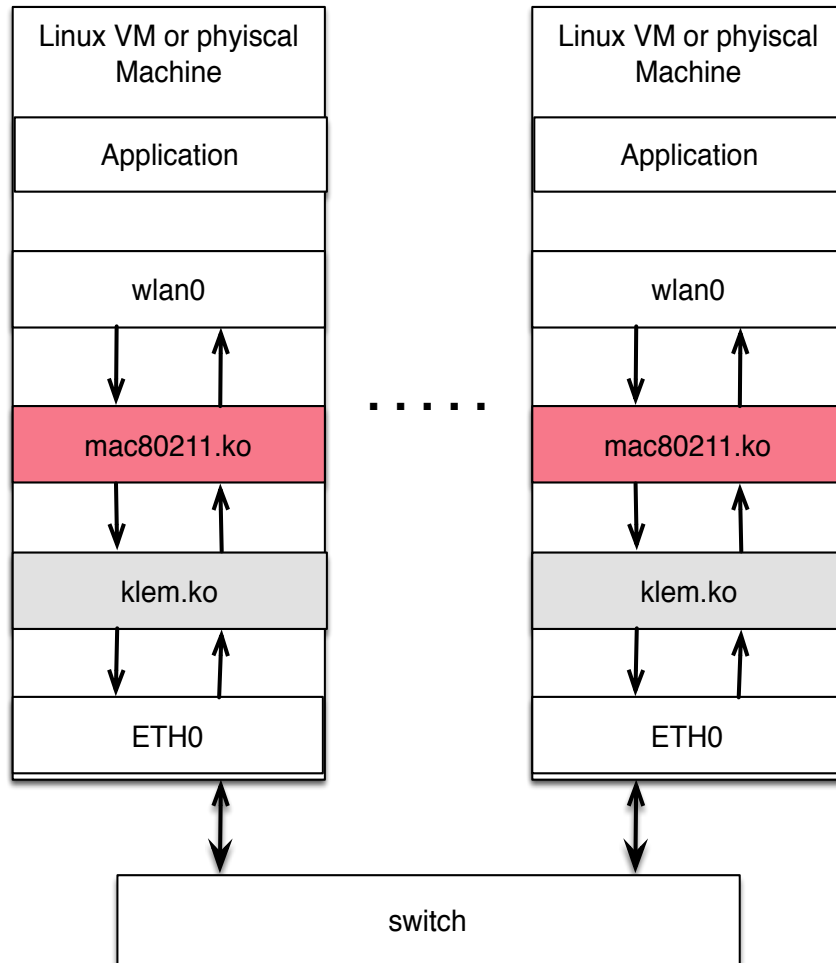 Linux VM or phyiscal
Machine
Application
wlan0
mac80211.ko
klem.ko
ETH0
. . . . .
Linux VM or phyiscal
Machine
Application
wlan0
mac80211.ko
klem.ko
ETH0
switch